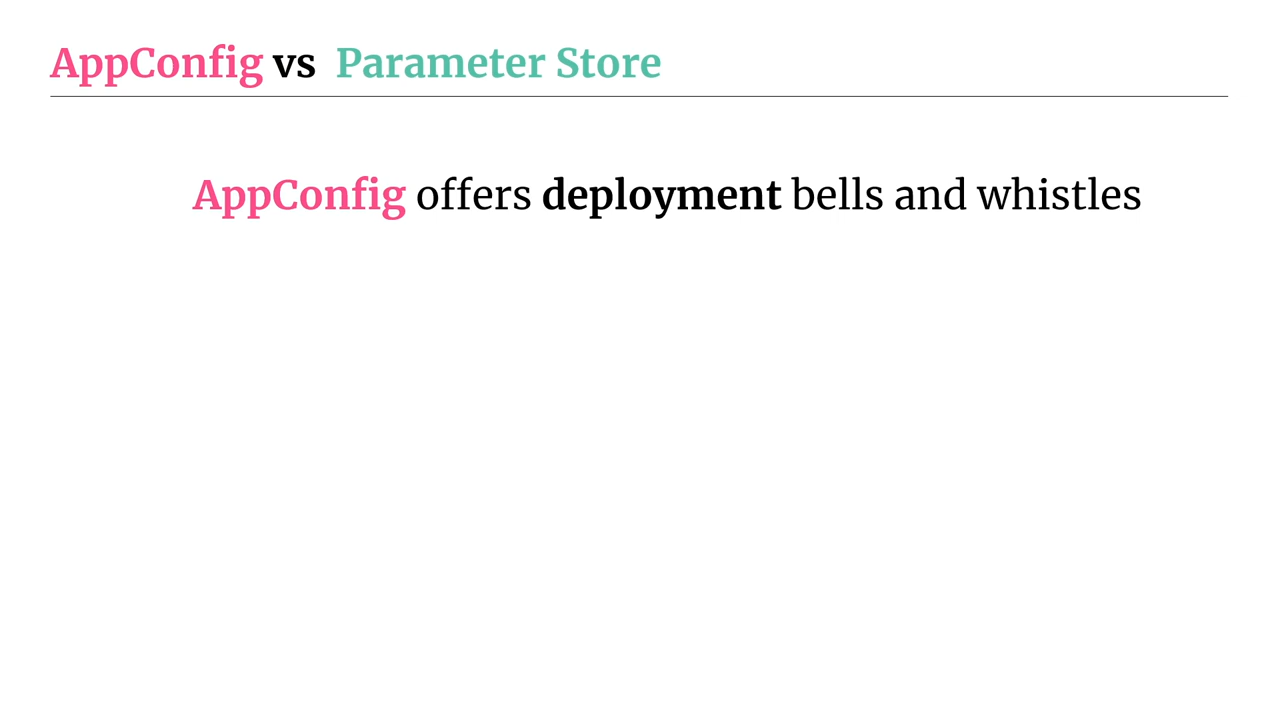 AppConfig vs Parameter Store
AppConfig offers deployment bells and whistles